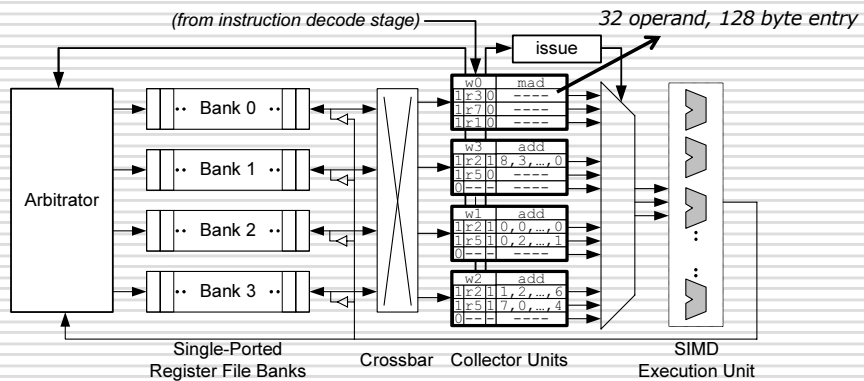 (from instruction decode stage)
32 operand, 128 byte entry
issue
Arbitrator
·· Bank 0 ··
·· Bank 1 ··
·· Bank 2 ··
·· Bank 3 ··
w0 mad
1 r3 0 ----
1 r7 0 ----
1 r1 0 ----
w3 add
1 r2 1 8,3,…,0
1 r5 0 ----
0 -- - ----
w1 add
1 r2 1 0,0,…,0
1 r5 1 0,2,…,1
0 -- - ----
w2 add
1 r2 1 1,2,…,6
1 r5 1 7,0,…,4
0 -- - ----
Single-Ported
Register File Banks
Crossbar
Collector Units
SIMD
Execution Unit